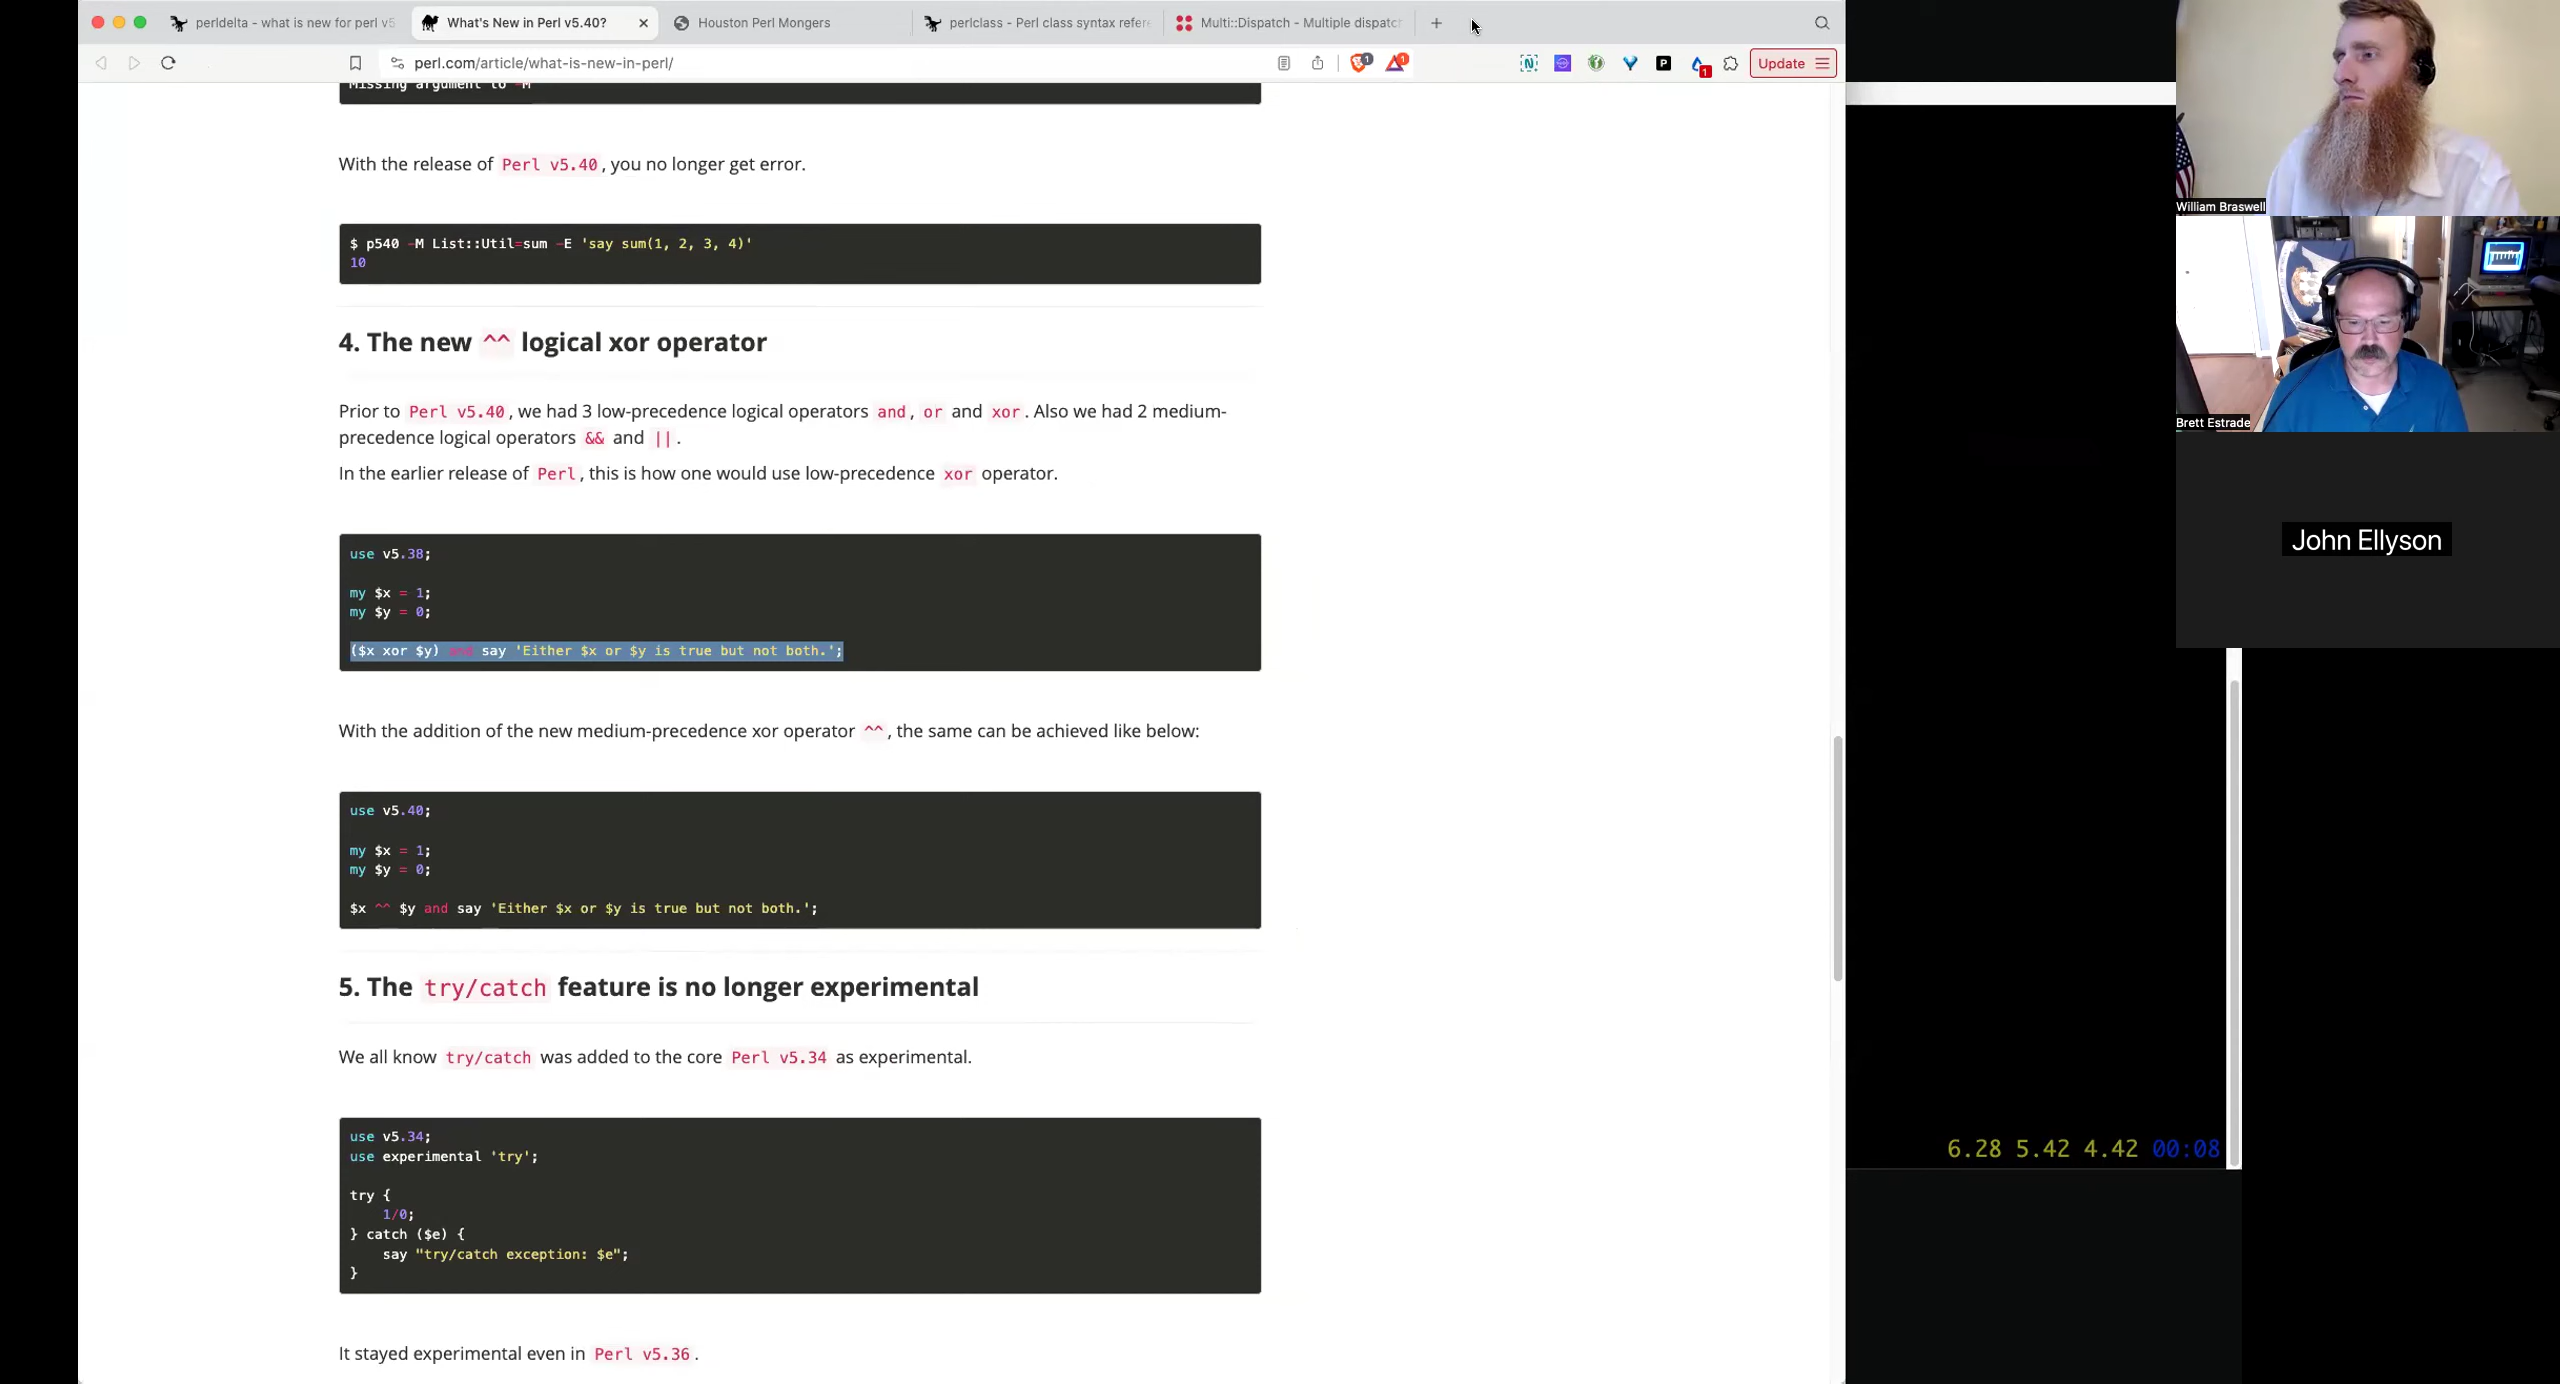 perldelta - what is new for perl v5
What's New in Perl v5.40?
Houston Perl Mongers
perlclass - Perl class syntax refere
Multi::Dispatch - Multiple dispatc
perl.com/article/what-is-new-in-perl/
1
1
P
1
Update
Missing argument to -M
With the release of Perl v5.40, you no longer get error.
$ p540 -M List::Util=sum -E 'say sum(1, 2, 3, 4)'
10
4. The new ^^ logical xor operator
Prior to Perl v5.40, we had 3 low-precedence logical operators and, or and xor. Also we had 2 medium-
precedence logical operators && and ||.
In the earlier release of Perl, this is how one would use low-precedence xor operator.
use v5.38;
my $x = 1;
my $y = 0;
($x xor $y) and say 'Either $x or $y is true but not both.';
With the addition of the new medium-precedence xor operator ^^, the same can be achieved like below:
use v5.40;
my $x = 1;
my $y = 0;
$x ^^ $y and say 'Either $x or $y is true but not both.';
5. The try/catch feature is no longer experimental
We all know try/catch was added to the core Perl v5.34 as experimental.
use v5.34;
use experimental 'try';
try {
1/0;
} catch ($e) {
say "try/catch exception: $e";
}
It stayed experimental even in Perl v5.36.
William Braswell
Brett Estrade
John Ellyson
6.28 5.42 4.42 00:08